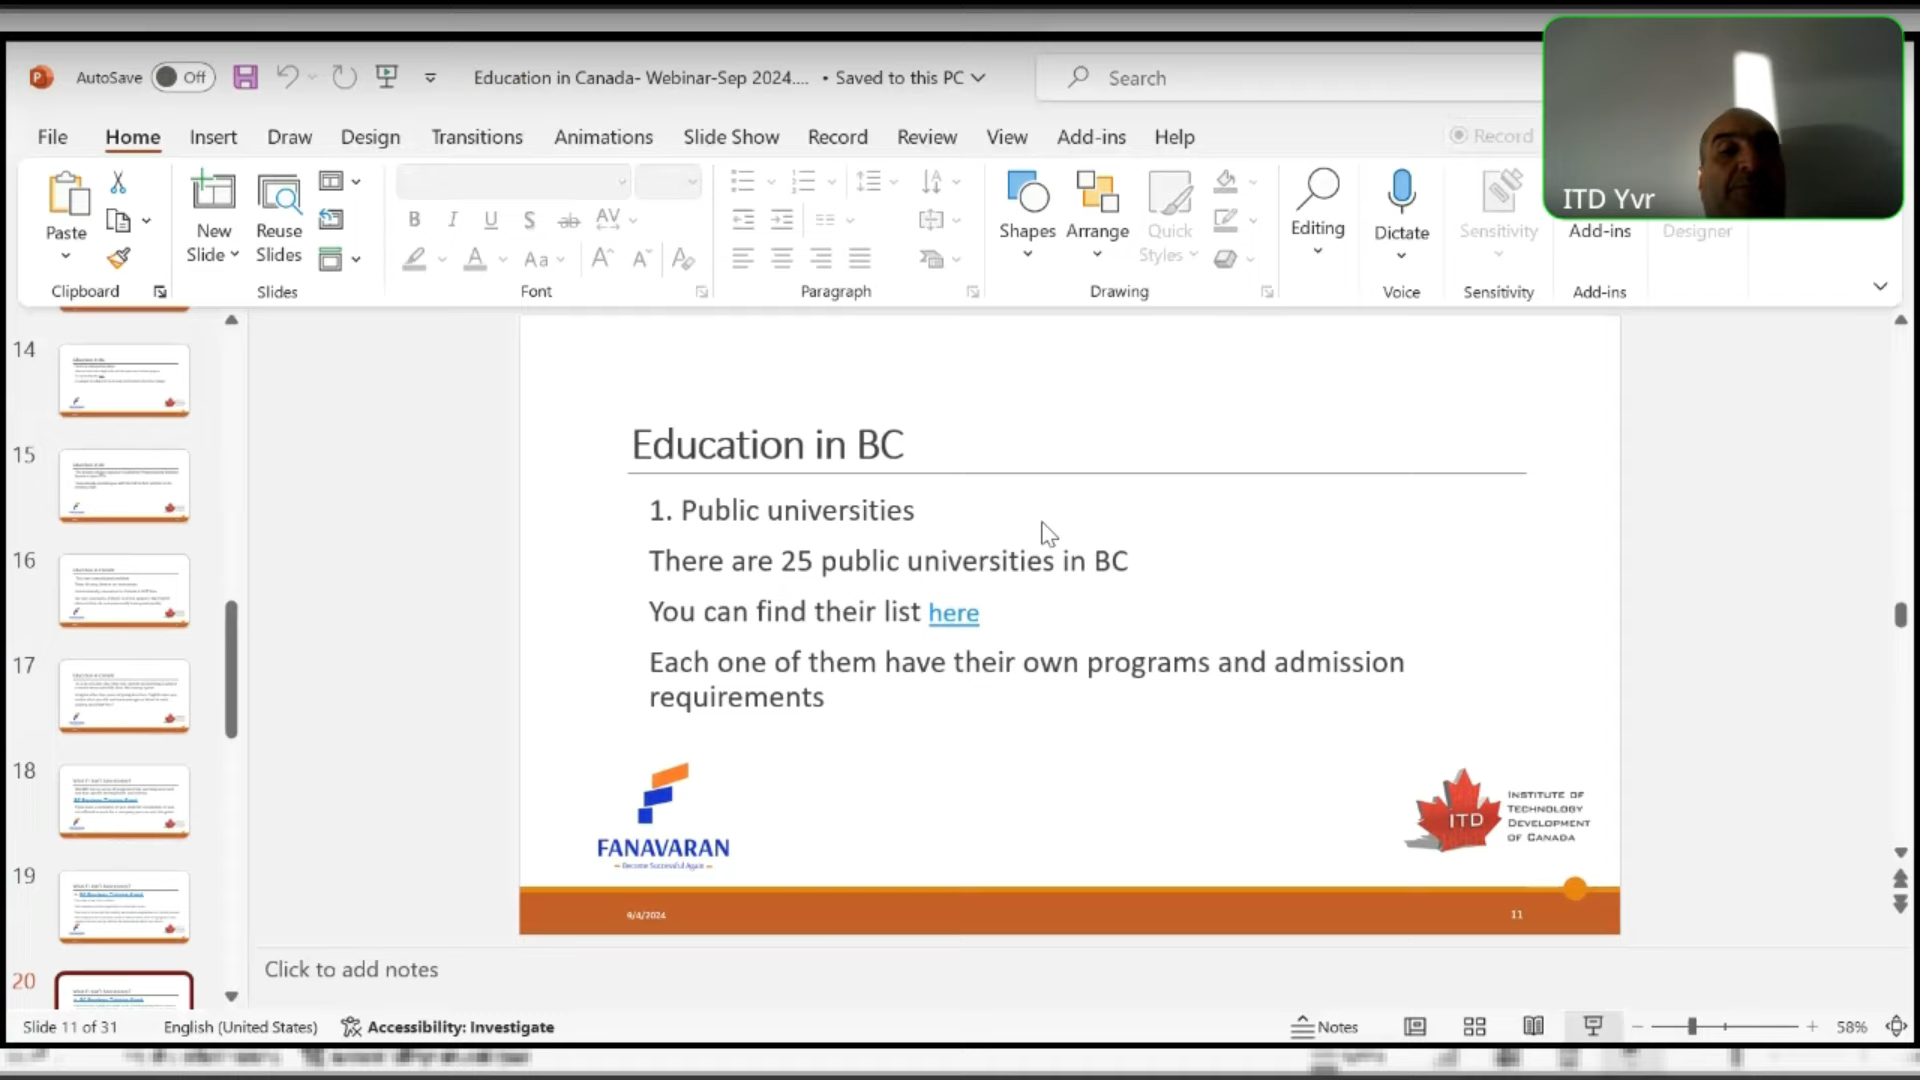 AutoSave Off Education in Canada- Webinar-Sep 2024.... • Saved to this PC Search
File Home Insert Draw Design Transitions Animations Slide Show Record Review View Add-ins Help Record
ITD Yvr
Paste New Slide Reuse Slides
B I U S ab AV
A Aa A A A
Shapes Arrange Quick Styles Editing Dictate Sensitivity Add-ins Designer
Clipboard Slides Font Paragraph Drawing Voice Sensitivity Add-ins
14
15
16
17
18
19
20
Education in BC
1. Public universities
There are 25 public universities in BC
You can find their list here
Each one of them have their own programs and admission
requirements
FANAVARAN
Become Successful Again
ITD
INSTITUTE OF
TECHNOLOGY
DEVELOPMENT
OF CANADA
9/4/2024 11
Click to add notes
Slide 11 of 31 English (United States) Accessibility: Investigate Notes 58%